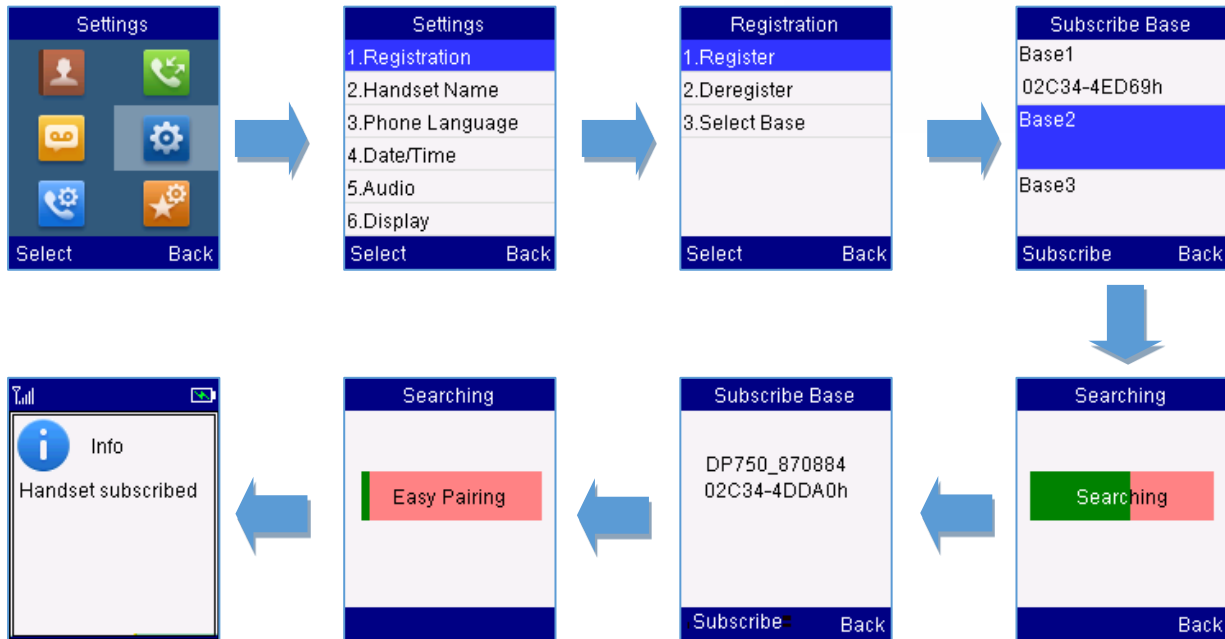 Settings
Select Back
Settings
1.Registration
2.Handset Name
3.Phone Language
4.Date/Time
5.Audio
6.Display
Select Back
Registration
1.Register
2.Deregister
3.Select Base
Select Back
Subscribe Base
Base1
02C34-4ED69h
Base2
Base3
Subscribe Back
Searching
Searching
Back
Subscribe Base
DP750_870884
02C34-4DDA0h
Subscribe Back
Searching
Easy Pairing
Info
Handset subscribed